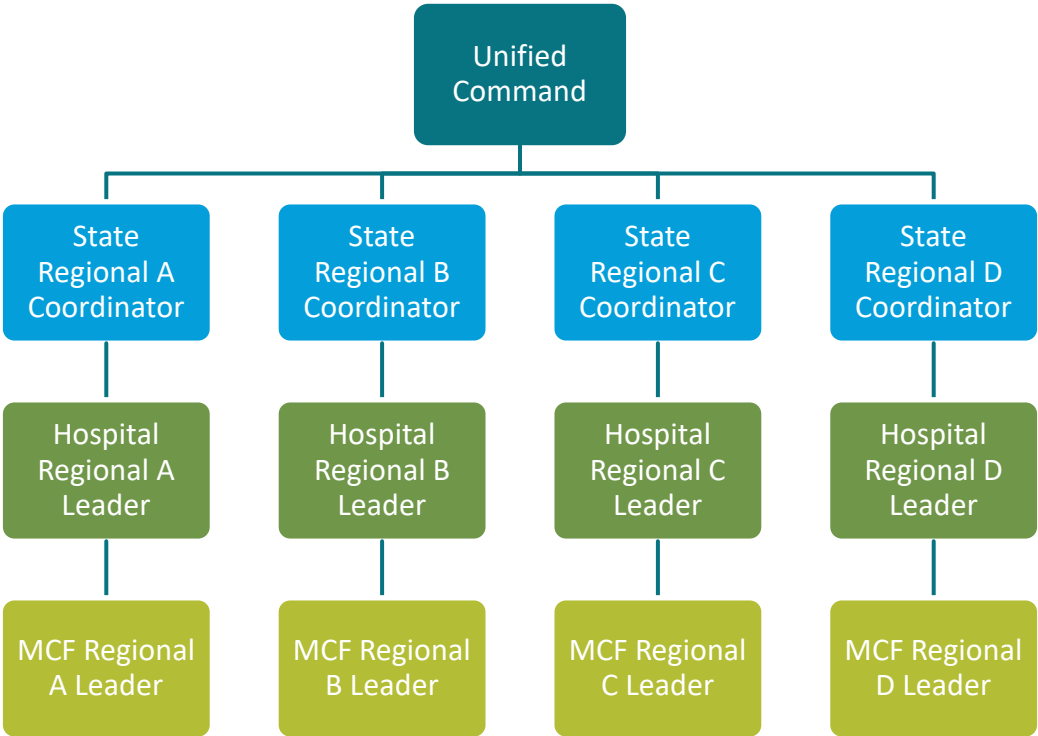 Unified
Command
State
Regional A
Coordinator
State
Regional B
Coordinator
State
Regional C
Coordinator
State
Regional D
Coordinator
Hospital
Regional A
Leader
Hospital
Regional B
Leader
Hospital
Regional C
Leader
Hospital
Regional D
Leader
MCF Regional
A Leader
MCF Regional
B Leader
MCF Regional
C Leader
MCF Regional
D Leader